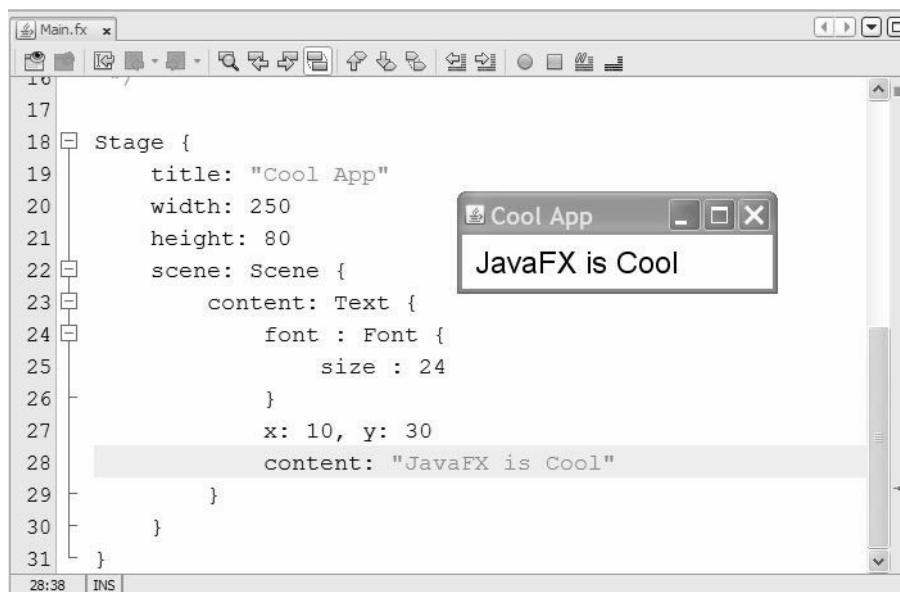 Main.fx
16 */
17
18 Stage {
19 title: "Cool App"
20 width: 250
21 height: 80
22 scene: Scene {
23 content: Text {
24 font : Font {
25 size : 24
26 }
27 x: 10, y: 30
28 content: "JavaFX is Cool"
29 }
30 }
31 }
Cool App
JavaFX is Cool
28:38 INS